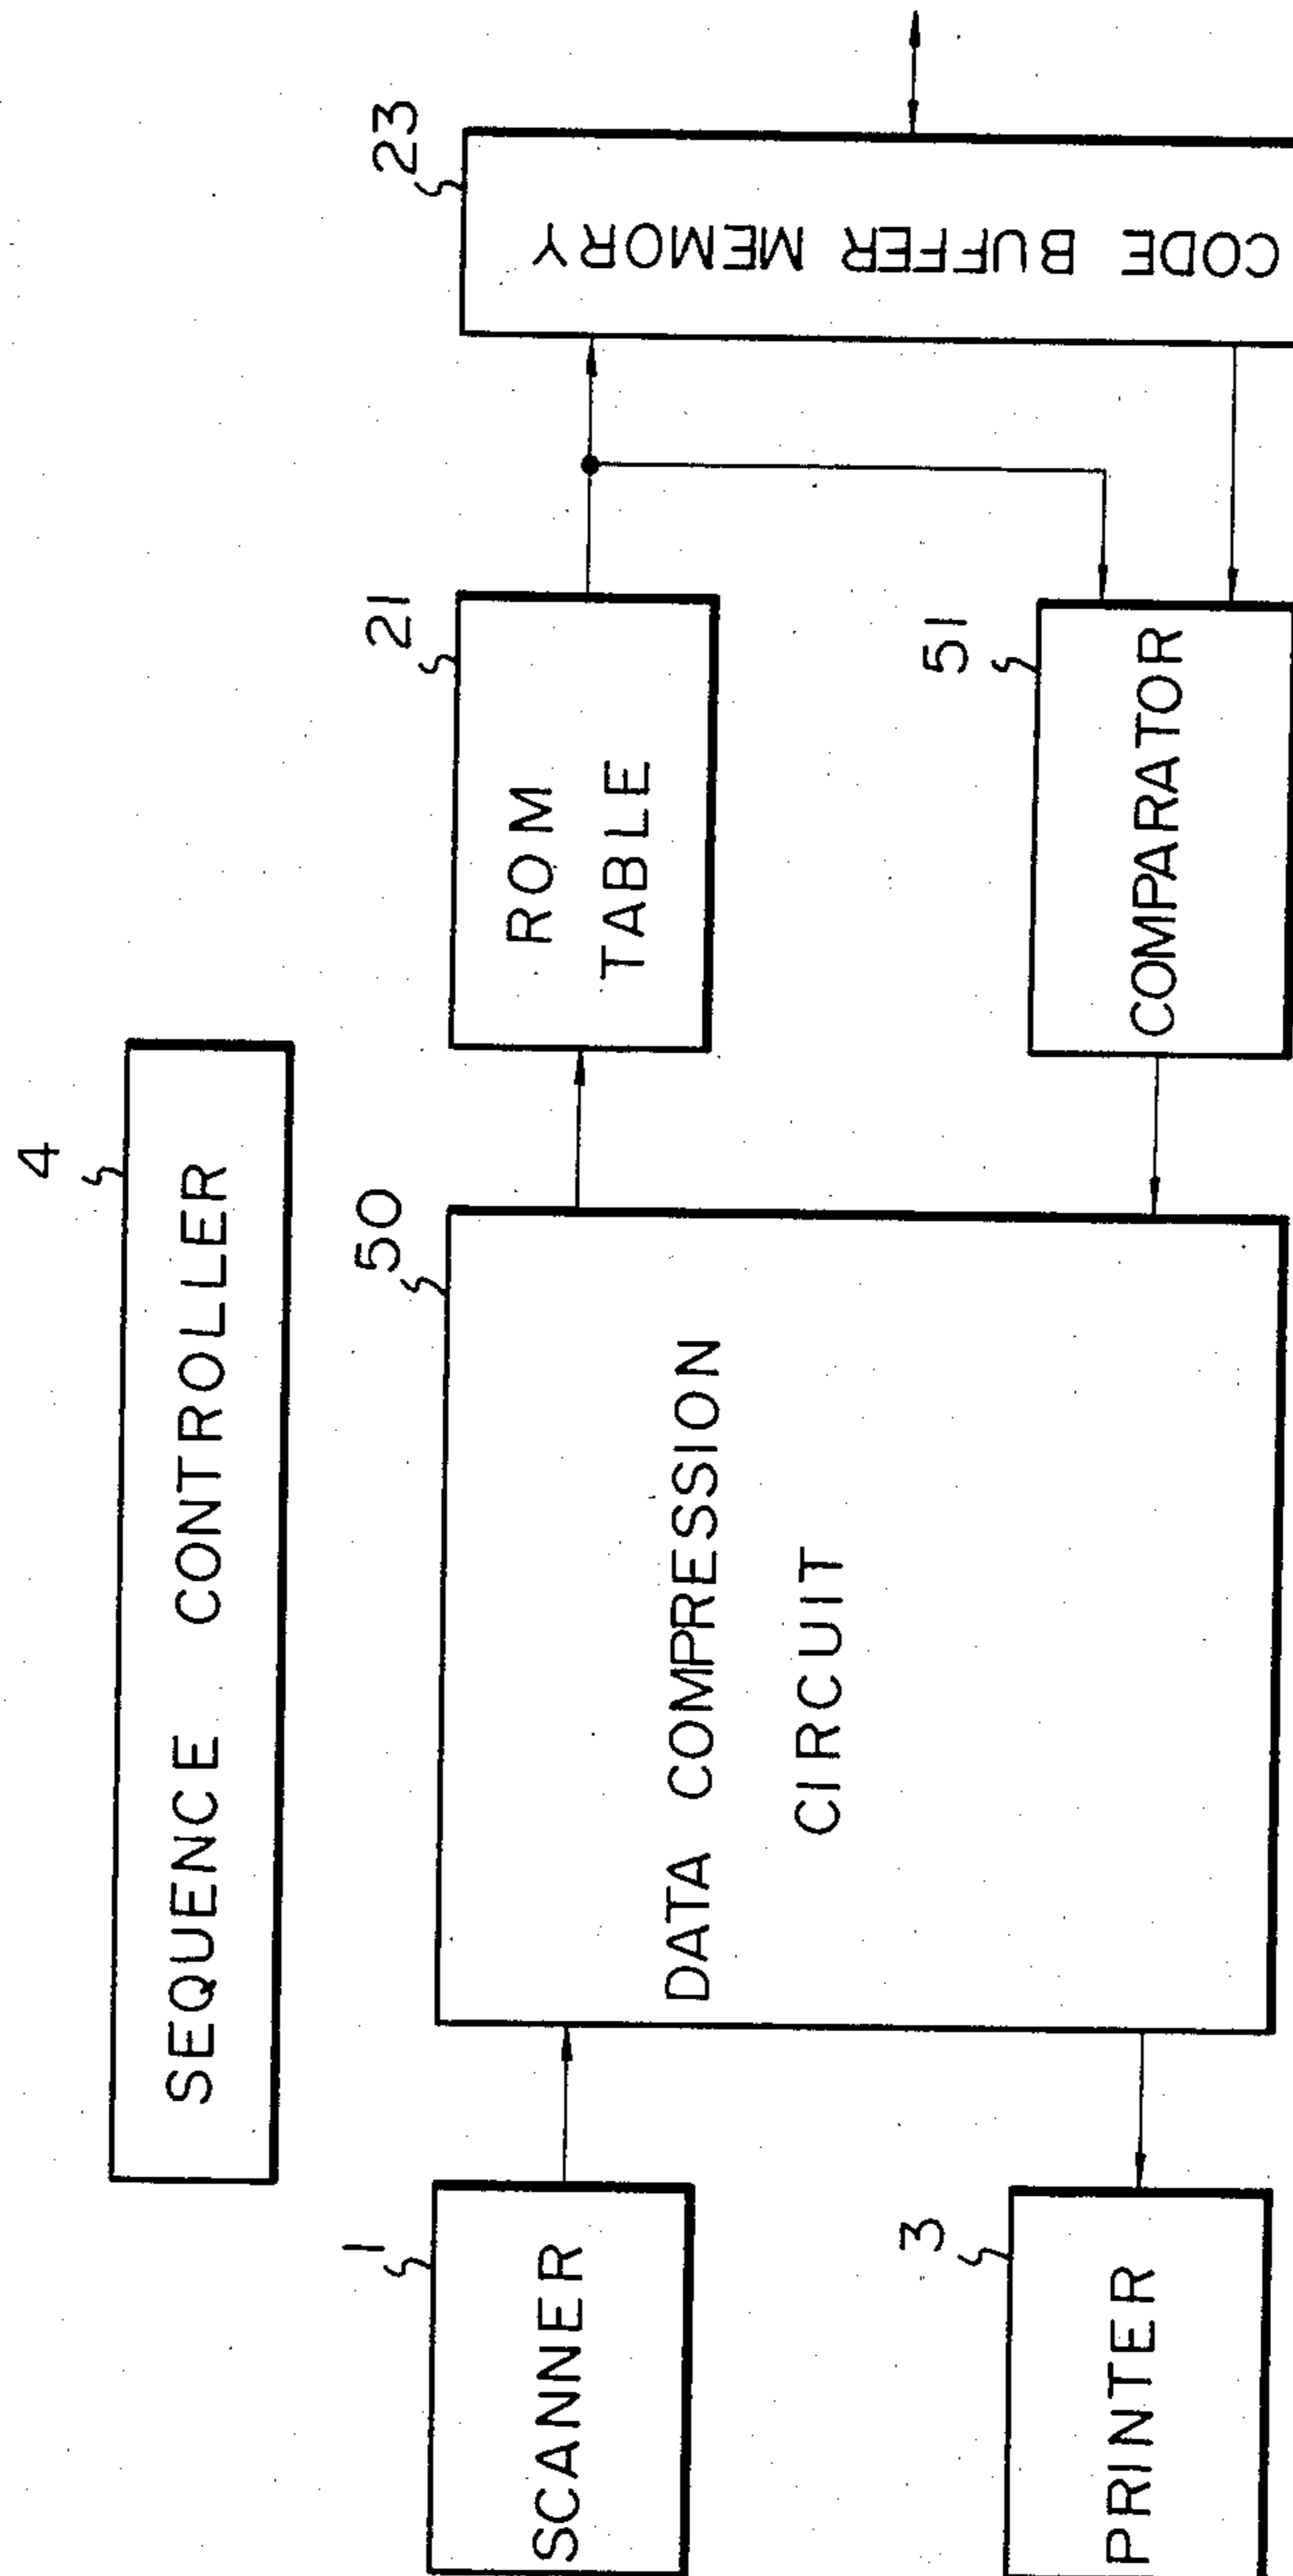 4
SEQUENCE CONTROLLER
1
SCANNER
50
DATA COMPRESSION
CIRCUIT
21
ROM
TABLE
23
CODE BUFFER MEMORY
3
PRINTER
51
COMPARATOR